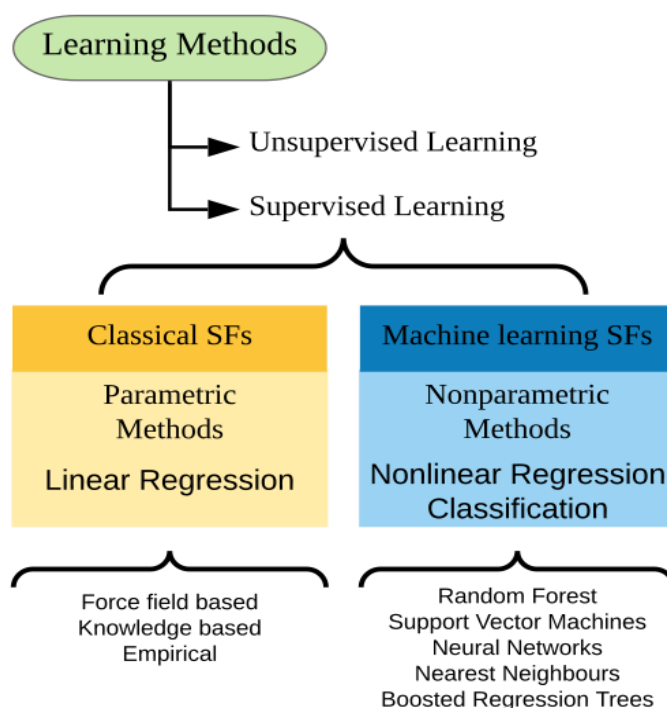 Learning Methods
Unsupervised Learning
Supervised Learning
Classical SFs
Parametric
Methods
Linear Regression
Machine learning SFs
Nonparametric
Methods
Nonlinear Regression
Classification
Force field based
Knowledge based
Empirical
Random Forest
Support Vector Machines
Neural Networks
Nearest Neighbours
Boosted Regression Trees